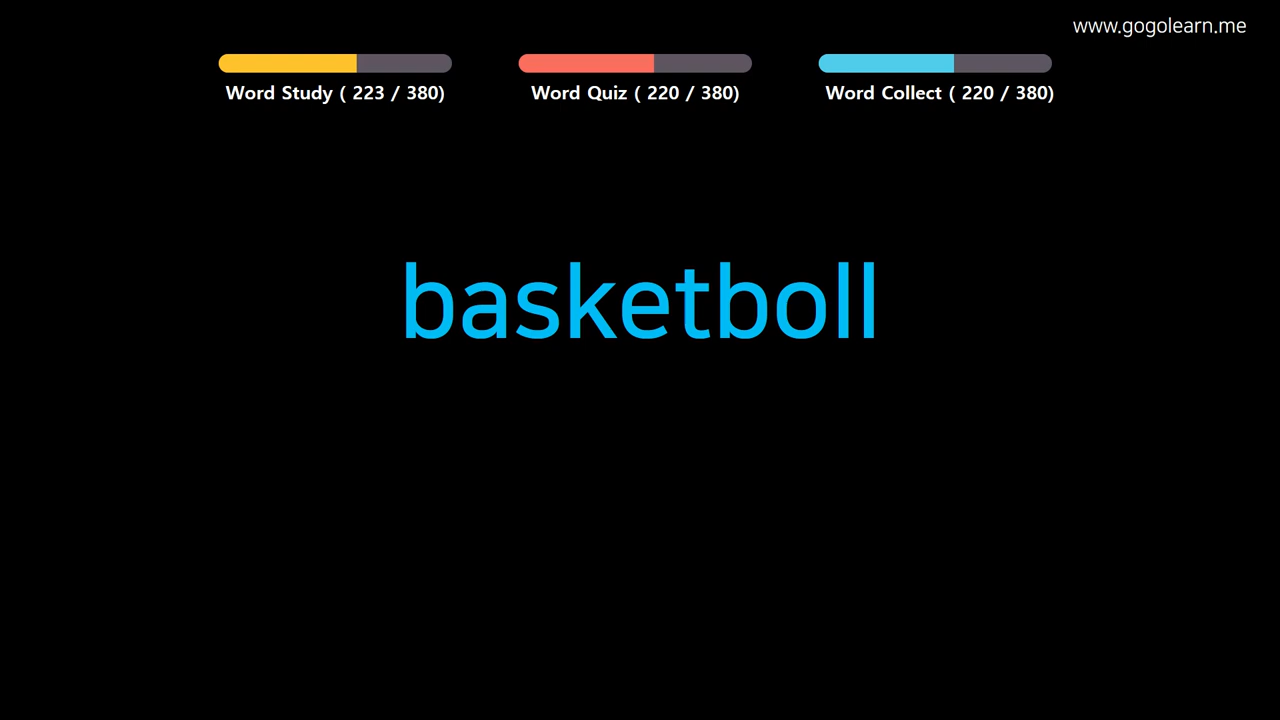 www.gogolearn.me
Word Study ( 223 / 380)
Word Quiz ( 220 / 380)
Word Collect ( 220 / 380)
basketboll